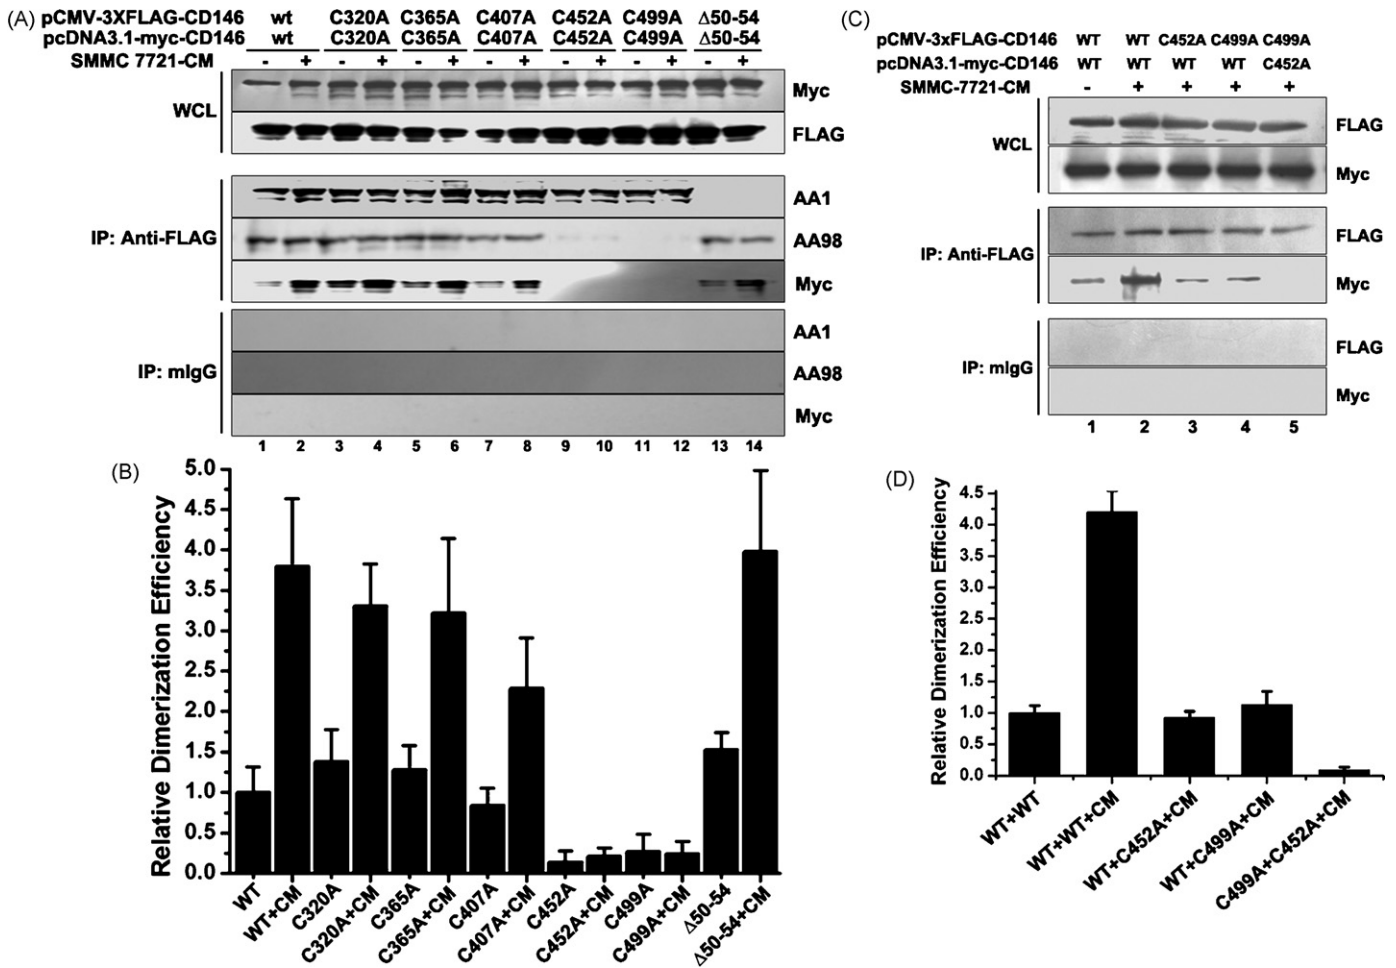 (A)
pCMV-3XFLAG-CD146 wt C320A C365A C407A C452A C499A Δ50-54
pcDNA3.1-myc-CD146 wt C320A C365A C407A C452A C499A Δ50-54
SMMC 7721-CM - + - + - + - + - + - + - +
WCL
Myc
FLAG
IP: Anti-FLAG
AA1
AA98
Myc
IP: mIgG
AA1
AA98
Myc
1 2 3 4 5 6 7 8 9 10 11 12 13 14
(B)
Relative Dimerization Efficiency
5.0
4.5
4.0
3.5
3.0
2.5
2.0
1.5
1.0
0.5
0.0
WT
WT+CM
C320A
C320A+CM
C365A
C365A+CM
C407A
C407A+CM
C452A
C452A+CM
C499A
C499A+CM
Δ50-54
Δ50-54+CM
(C)
pCMV-3xFLAG-CD146 WT WT C452A C499A C499A
pcDNA3.1-myc-CD146 WT WT WT WT C452A
SMMC-7721-CM - + + + +
WCL
FLAG
Myc
IP: Anti-FLAG
FLAG
Myc
IP: mIgG
FLAG
Myc
1 2 3 4 5
(D)
Relative Dimerization Efficiency
4.5
4.0
3.5
3.0
2.5
2.0
1.5
1.0
0.5
0.0
WT+WT
WT+WT+CM
WT+C452A+CM
WT+C499A+CM
C499A+C452A+CM